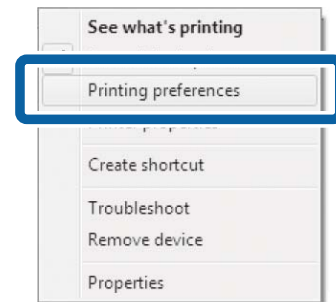 See what's printing
Printing preferences
Create shortcut
Troubleshoot
Remove device
Properties